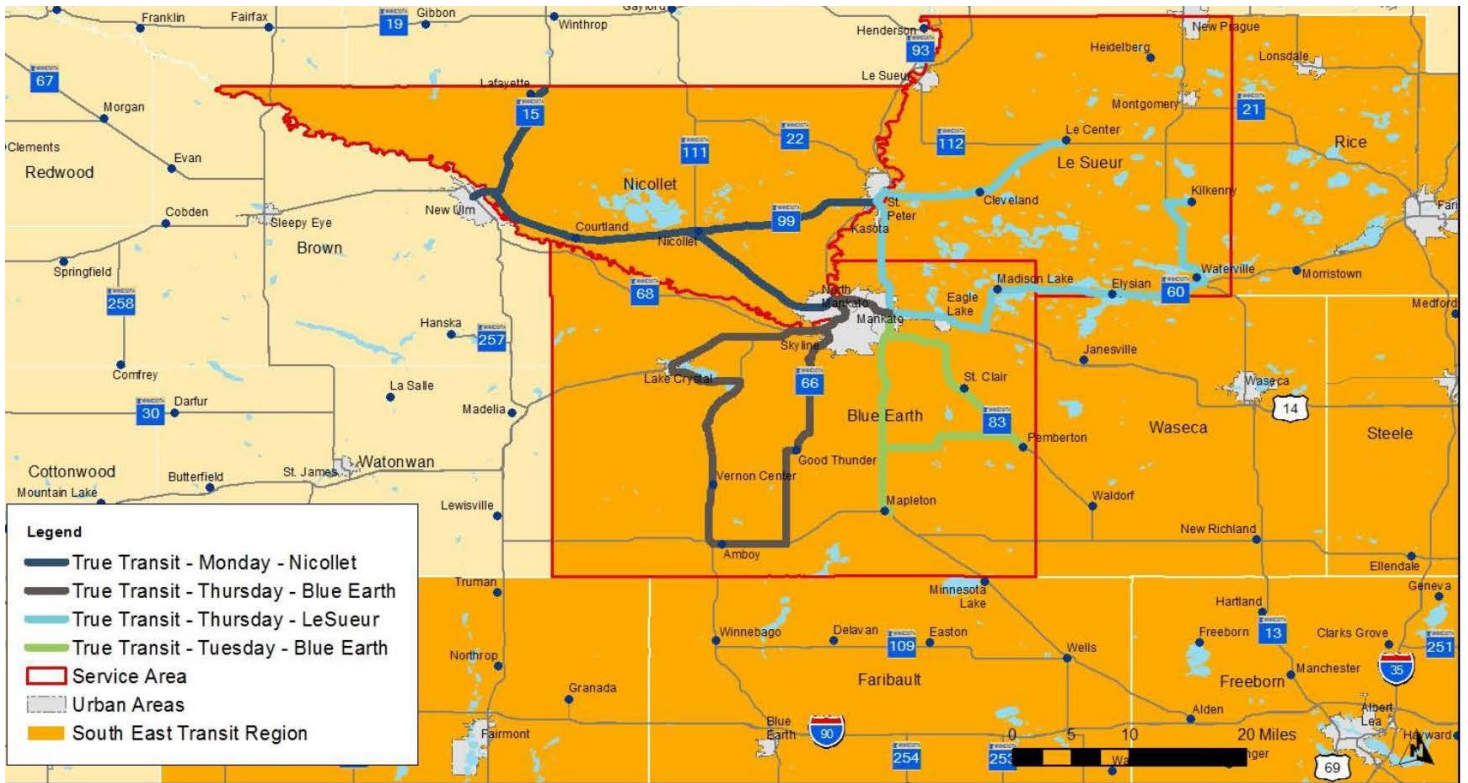 Franklin
Fairfax
19
Gibbon
Winthrop
Gaylord
Henderson
93
New Prague
Heidelberg
Lonsdale
Le Sueur
67
Morgan
Lafayette
15
Montgomery
21
Clements
Redwood
Evan
111
22
112
Le Center
Le Sueur
Rice
Nicollet
Kilkenny
New Ulm
Cobden
Sleepy Eye
Brown
Courtland
Nicollet
99
St.
Peter
Kasota
Cleveland
Fari
Springfield
258
68
North
Mankato
Mankato
Eagle
Lake
Madison Lake
Elysian
60
Waterville
Morristown
Medford
Hanska
257
Skyline
Janesville
Comfrey
La Salle
Lake Crystal
66
St. Clair
Waseca
14
30
Darfur
Madelia
Blue Earth
83
Pemberton
Waseca
Steele
Cottonwood
Butterfield
St. James
Watonwan
Good Thunder
Mountain Lake
Vernon Center
Mapleton
Waldorf
Lewisville
New Richland
Amboy
Ellendale
Legend
True Transit - Monday - Nicollet
True Transit - Thursday - Blue Earth
True Transit - Thursday - LeSueur
True Transit - Tuesday - Blue Earth
Service Area
Urban Areas
South East Transit Region
Truman
Minnesota
Lake
Geneva
Hartland
13
Winnebago
Delavan
109
Easton
Wells
Freeborn
Clarks Grove
251
Northrop
Manchester
35
Granada
Faribault
Freeborn
Alden
Albert
Lea
Hayward
Fairmont
Blue
Earth
90
0 5 10 20 Miles
254
253
69
N